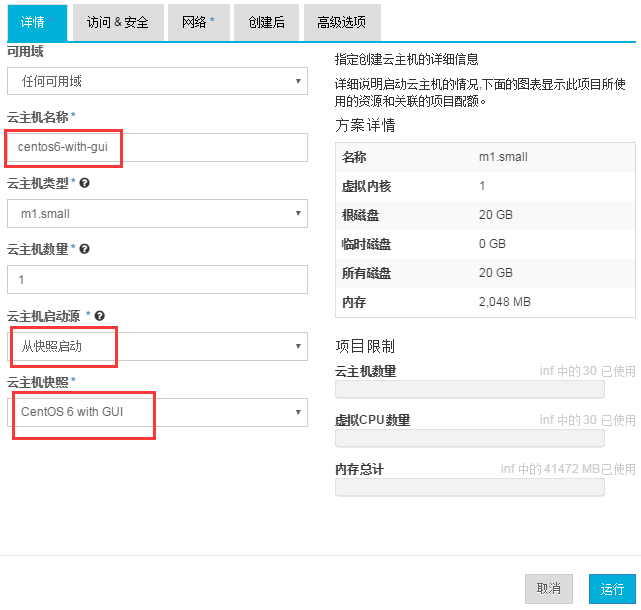 详情 访问 & 安全 网络 * 创建后 高级选项
可用域
任何可用域
云主机名称 *
centos6-with-gui
云主机类型 *
m1.small
云主机数量 *
1
云主机启动源 *
从快照启动
云主机快照 *
CentOS 6 with GUI
指定创建云主机的详细信息
详细说明启动云主机的情况,下面的图表显示此项目所使
用的资源和关联的项目配额。
方案详情
名称 m1.small
虚拟内核 1
根磁盘 20 GB
临时磁盘 0 GB
所有磁盘 20 GB
内存 2,048 MB
项目限制
云主机数量 inf 中的 30 已使用
虚拟CPU数量 inf 中的 30 已使用
内存总计 inf 中的 41472 MB已使用
取消 运行